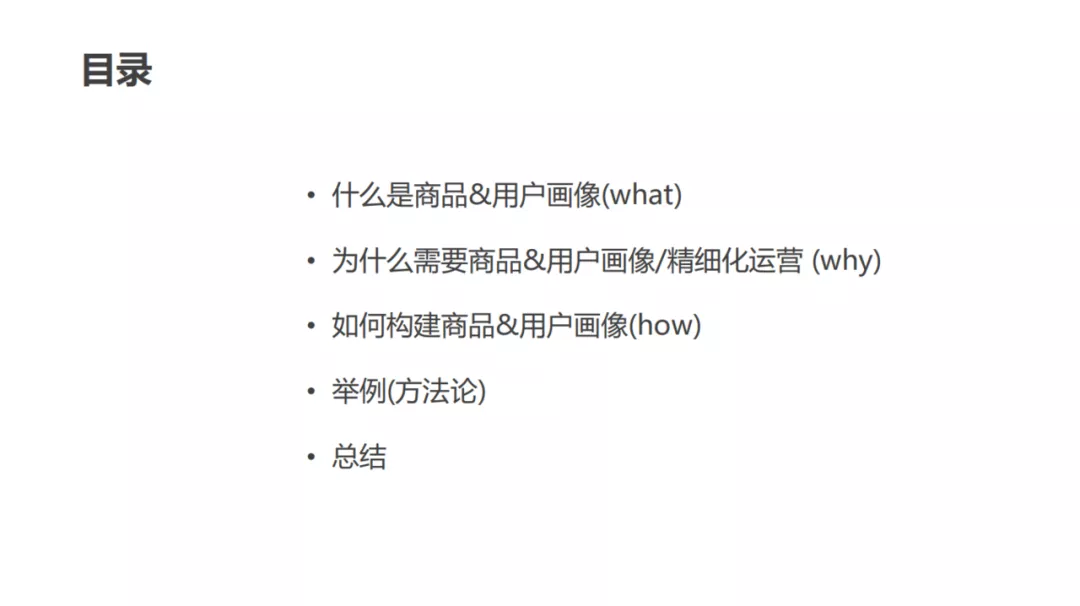 目录
• 什么是商品&用户画像(what)
• 为什么需要商品&用户画像/精细化运营 (why)
• 如何构建商品&用户画像(how)
• 举例(方法论)
• 总结